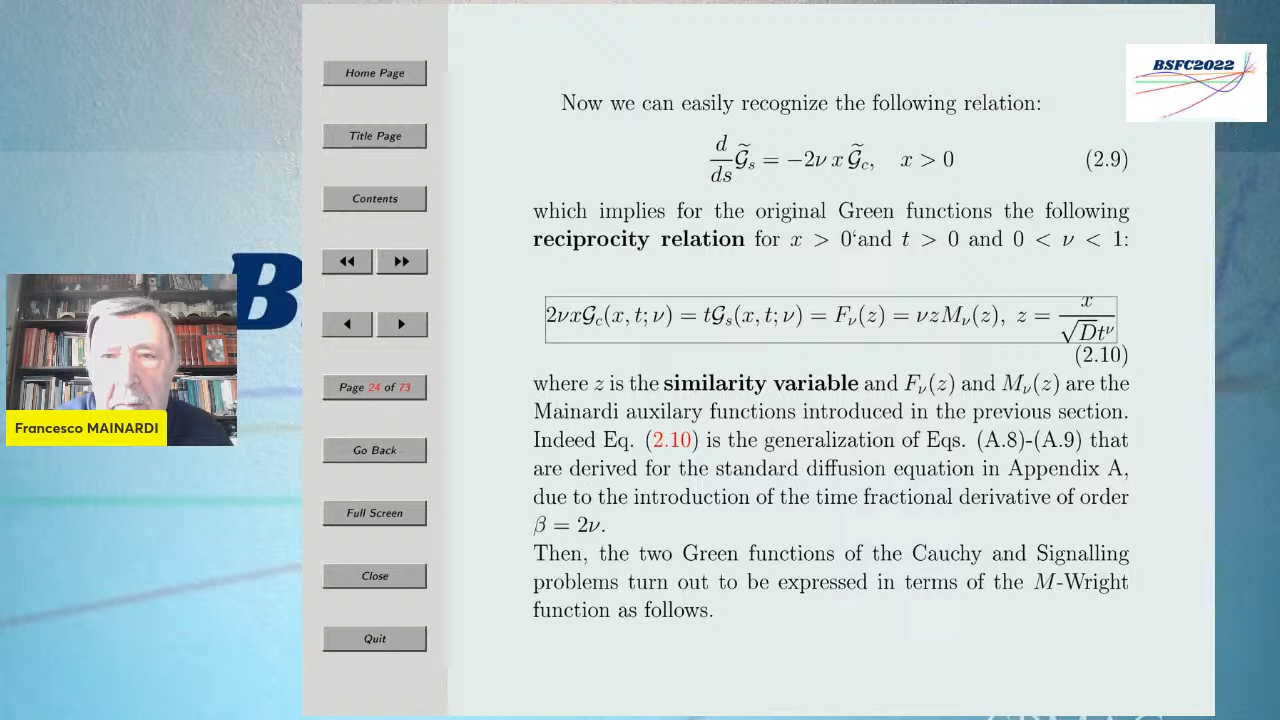 Home Page
Title Page
Contents
Page 24 of 73
Go Back
Full Screen
Close
Quit
BSFC2022
Francesco MAINARDI
Now we can easily recognize the following relation:
d/ds G̃_s = −2ν x G̃_c, x > 0 (2.9)
which implies for the original Green functions the following
reciprocity relation for x > 0‘and t > 0 and 0 < ν < 1:
2νxG_c(x, t; ν) = tG_s(x, t; ν) = F_ν(z) = νzM_ν(z), z = x/(√D t^ν)
(2.10)
where z is the similarity variable and F_ν(z) and M_ν(z) are the
Mainardi auxilary functions introduced in the previous section.
Indeed Eq. (2.10) is the generalization of Eqs. (A.8)-(A.9) that
are derived for the standard diffusion equation in Appendix A,
due to the introduction of the time fractional derivative of order
β = 2ν.
Then, the two Green functions of the Cauchy and Signalling
problems turn out to be expressed in terms of the M-Wright
function as follows.